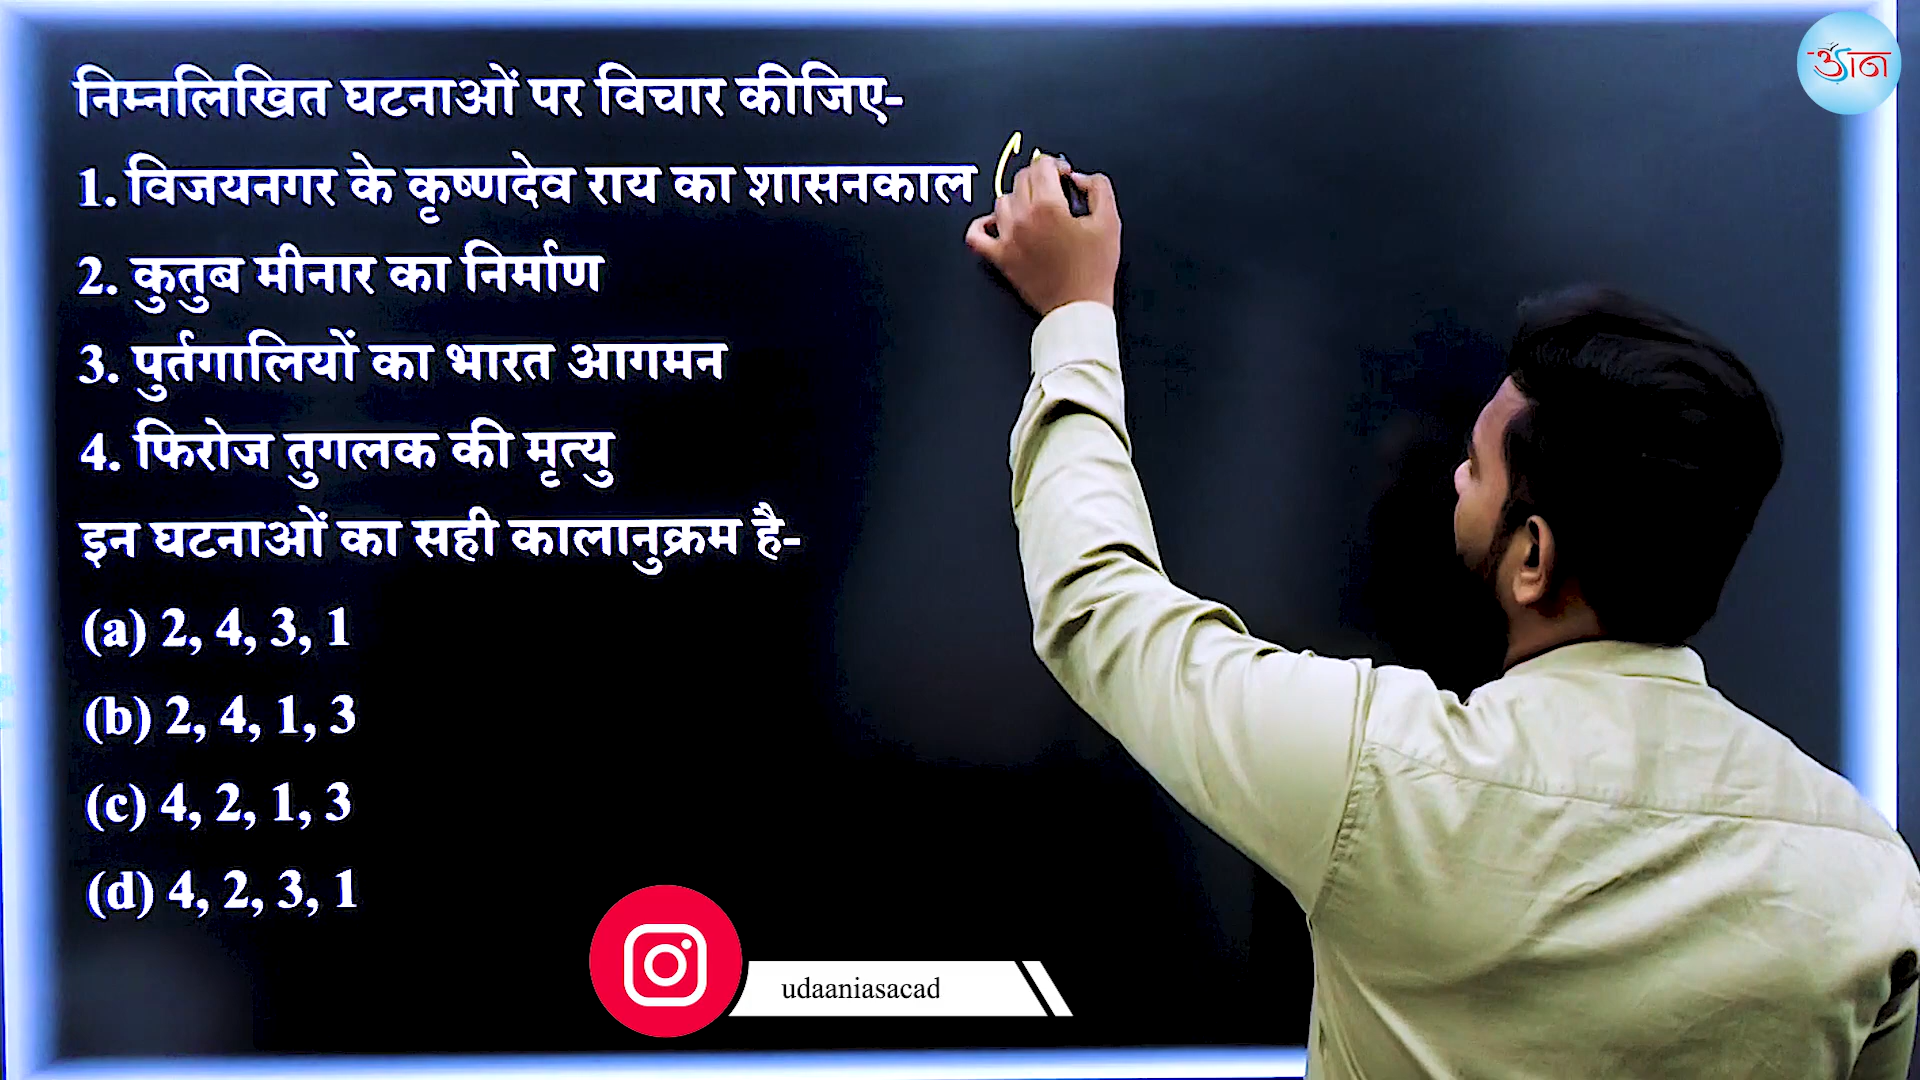 उड़ान
निम्नलिखित घटनाओं पर विचार कीजिए-
1. विजयनगर के कृष्णदेव राय का शासनकाल
2. कुतुब मीनार का निर्माण
3. पुर्तगालियों का भारत आगमन
4. फिरोज तुगलक की मृत्यु
इन घटनाओं का सही कालानुक्रम है-
(a) 2, 4, 3, 1
(b) 2, 4, 1, 3
(c) 4, 2, 1, 3
(d) 4, 2, 3, 1
udaaniasacad